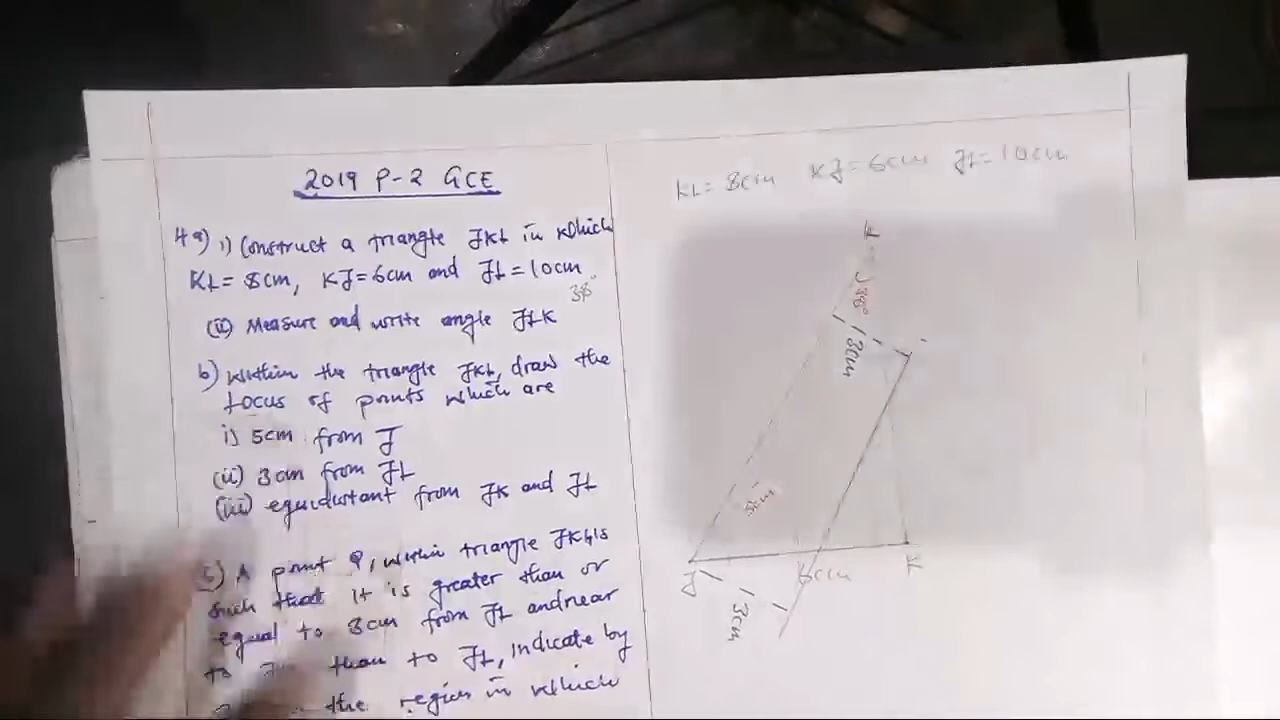 2019 P-2 GCE
4a) i) Construct a triangle JKL in which
KL = 8cm, KJ = 6cm and JL = 10cm
38°
(ii) Measure and write angle JLK
b) Within the triangle JKL, draw the
locus of points which are
i) 5cm from J
(ii) 3cm from JL
(iii) equidistant from JK and JL
c) A point Q, within triangle JKL, is
such that it is greater than or
equal to 3cm from JL and near
to than to JL, indicate by
the region in which
KL = 8cm KJ = 6cm JL = 10cm
L
38°
3cm
5cm
J
6cm
K
3cm